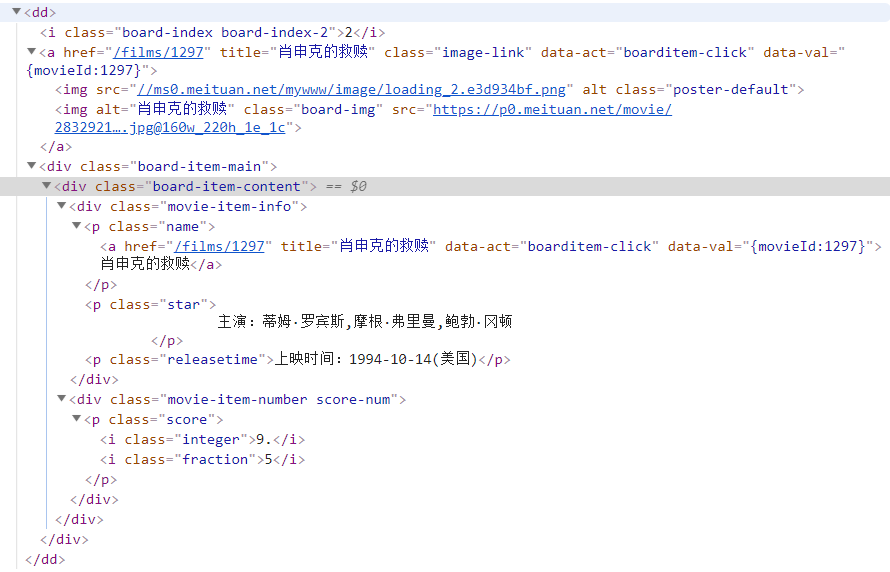 ▼<dd>
<i class="board-index board-index-2">2</i>
▼<a href="/films/1297" title="肖申克的救赎" class="image-link" data-act="boarditem-click" data-val="
{movieId:1297}">
<img src="//ms0.meituan.net/mywww/image/loading_2.e3d934bf.png" alt class="poster-default">
<img alt="肖申克的救赎" class="board-img" src="https://p0.meituan.net/movie/
2832921….jpg@160w_220h_1e_1c">
</a>
▼<div class="board-item-main">
▼<div class="board-item-content"> == $0
▼<div class="movie-item-info">
▼<p class="name">
<a href="/films/1297" title="肖申克的救赎" data-act="boarditem-click" data-val="{movieId:1297}">
肖申克的救赎</a>
</p>
<p class="star">
主演：蒂姆·罗宾斯,摩根·弗里曼,鲍勃·冈顿
</p>
<p class="releasetime">上映时间：1994-10-14(美国)</p>
</div>
▼<div class="movie-item-number score-num">
▼<p class="score">
<i class="integer">9.</i>
<i class="fraction">5</i>
</p>
</div>
</div>
</div>
</dd>